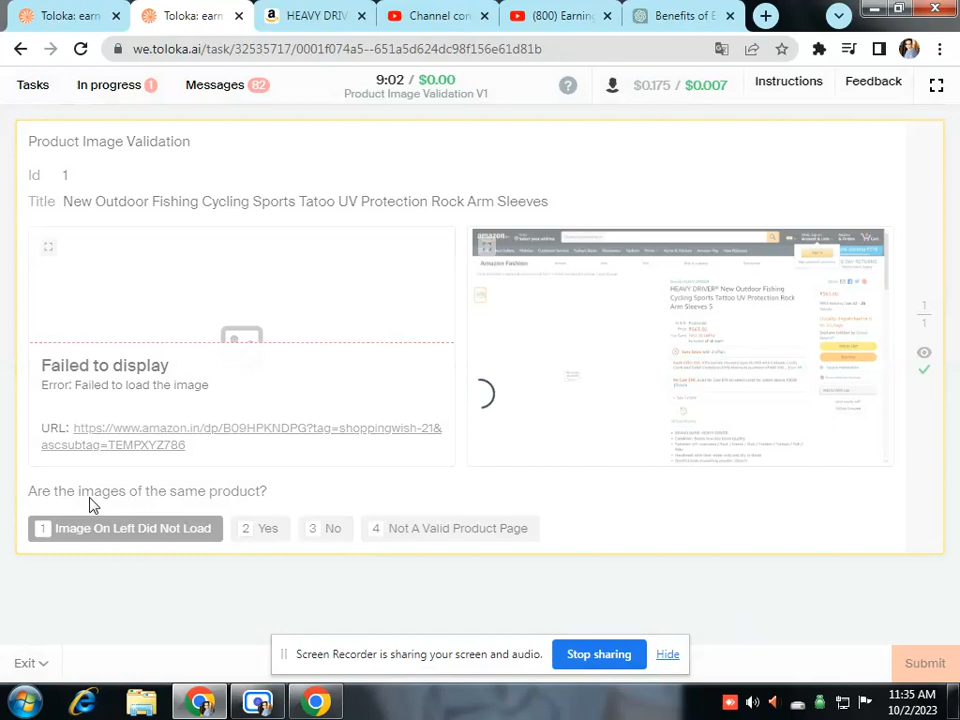 Toloka: earn
Toloka: earn
HEAVY DRIV
Channel con
(800) Earning
Benefits of E
we.toloka.ai/task/32535717/0001f074a5--651a5d624dc98f156e61d81b
Tasks
In progress 1
Messages 82
9:02 / $0.00
Product Image Validation V1
$0.175 / $0.007
Instructions
Feedback
Product Image Validation
Id 1
Title New Outdoor Fishing Cycling Sports Tatoo UV Protection Rock Arm Sleeves
Failed to display
Error: Failed to load the image
URL: https://www.amazon.in/dp/B09HPKNDPG?tag=shoppingwish-21&
ascsubtag=TEMPXYZ786
amazon
Amazon Fashion
HEAVY DRIVER® New Outdoor Fishing
Cycling Sports Tattoo UV Protection Rock
Arm Sleeves S
1
1
Are the images of the same product?
1 Image On Left Did Not Load
2 Yes
3 No
4 Not A Valid Product Page
Screen Recorder is sharing your screen and audio.
Stop sharing
Hide
Exit
Submit
11:35 AM
10/2/2023